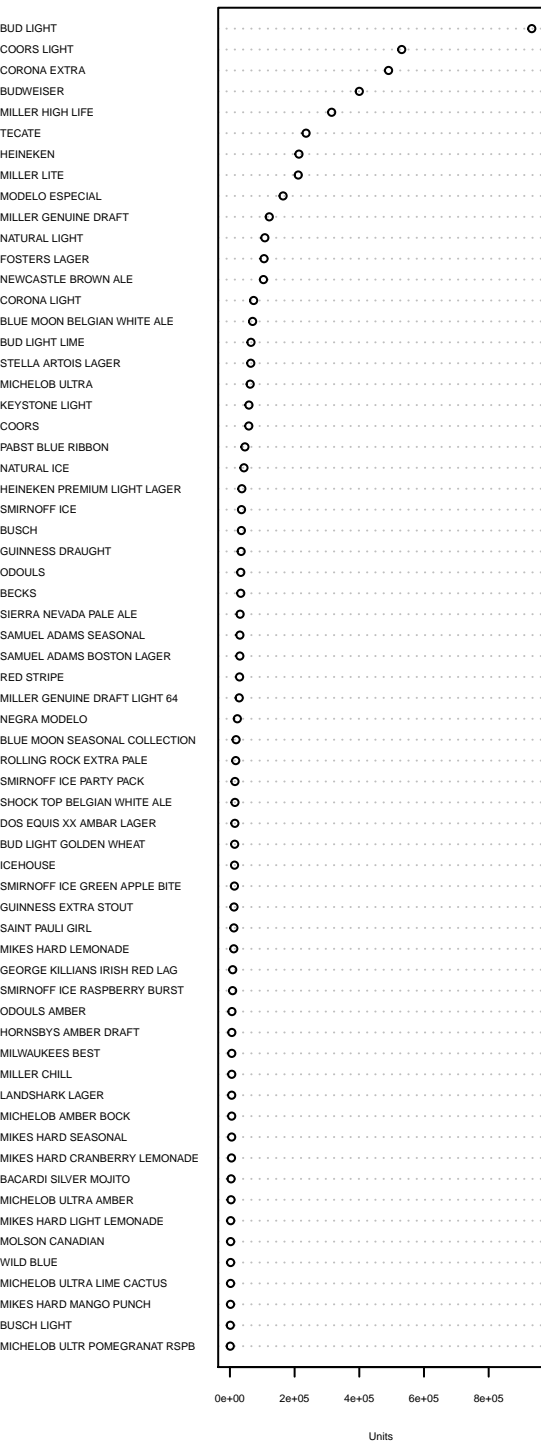 BUD LIGHT
COORS LIGHT
CORONA EXTRA
BUDWEISER
MILLER HIGH LIFE
TECATE
HEINEKEN
MILLER LITE
MODELO ESPECIAL
MILLER GENUINE DRAFT
NATURAL LIGHT
FOSTERS LAGER
NEWCASTLE BROWN ALE
CORONA LIGHT
BLUE MOON BELGIAN WHITE ALE
BUD LIGHT LIME
STELLA ARTOIS LAGER
MICHELOB ULTRA
KEYSTONE LIGHT
COORS
PABST BLUE RIBBON
NATURAL ICE
HEINEKEN PREMIUM LIGHT LAGER
SMIRNOFF ICE
BUSCH
GUINNESS DRAUGHT
ODOULS
BECKS
SIERRA NEVADA PALE ALE
SAMUEL ADAMS SEASONAL
SAMUEL ADAMS BOSTON LAGER
RED STRIPE
MILLER GENUINE DRAFT LIGHT 64
NEGRA MODELO
BLUE MOON SEASONAL COLLECTION
ROLLING ROCK EXTRA PALE
SMIRNOFF ICE PARTY PACK
SHOCK TOP BELGIAN WHITE ALE
DOS EQUIS XX AMBAR LAGER
BUD LIGHT GOLDEN WHEAT
ICEHOUSE
SMIRNOFF ICE GREEN APPLE BITE
GUINNESS EXTRA STOUT
SAINT PAULI GIRL
MIKES HARD LEMONADE
GEORGE KILLIANS IRISH RED LAG
SMIRNOFF ICE RASPBERRY BURST
ODOULS AMBER
HORNSBYS AMBER DRAFT
MILWAUKEES BEST
MILLER CHILL
LANDSHARK LAGER
MICHELOB AMBER BOCK
MIKES HARD SEASONAL
MIKES HARD CRANBERRY LEMONADE
BACARDI SILVER MOJITO
MICHELOB ULTRA AMBER
MIKES HARD LIGHT LEMONADE
MOLSON CANADIAN
WILD BLUE
MICHELOB ULTRA LIME CACTUS
MIKES HARD MANGO PUNCH
BUSCH LIGHT
MICHELOB ULTR POMEGRANAT RSPB
0e+00 2e+05 4e+05 6e+05 8e+05
Units